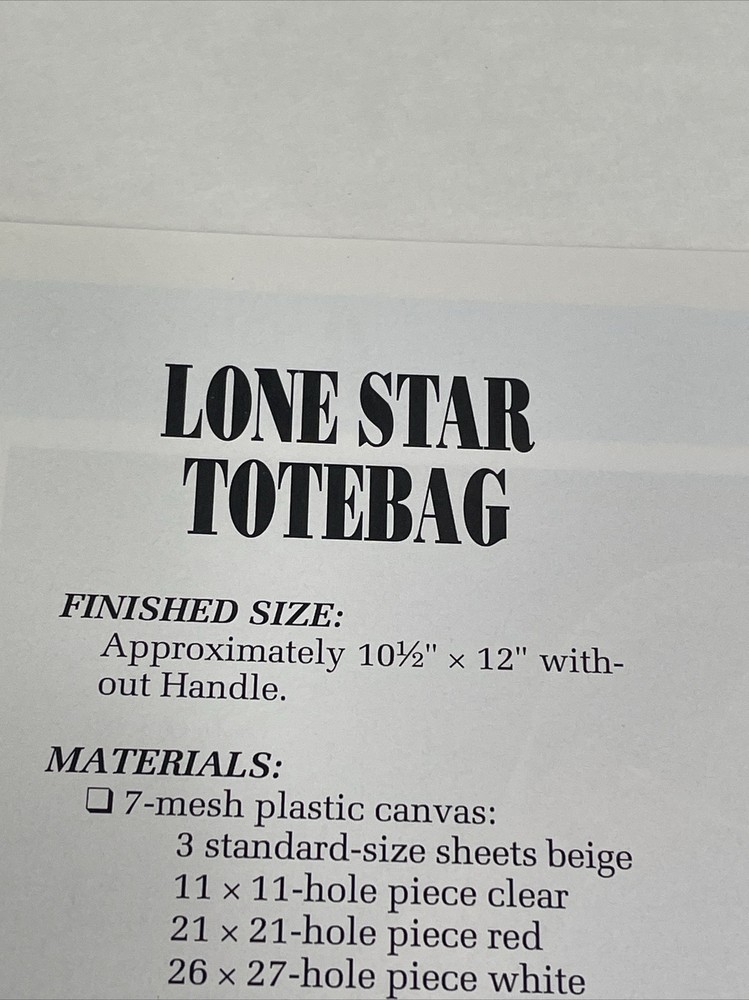 LONE STAR
TOTEBAG
FINISHED SIZE:
Approximately 10½" × 12" with-
out Handle.
MATERIALS:
❏ 7-mesh plastic canvas:
3 standard-size sheets beige
11 × 11-hole piece clear
21 × 21-hole piece red
26 × 27-hole piece white